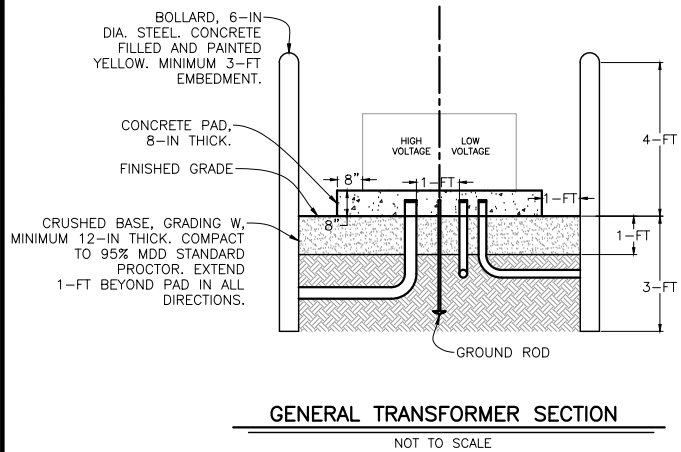 BOLLARD, 6-IN
DIA. STEEL. CONCRETE
FILLED AND PAINTED
YELLOW. MINIMUM 3-FT
EMBEDMENT.
CONCRETE PAD,
8-IN THICK.
FINISHED GRADE
CRUSHED BASE, GRADING W,
MINIMUM 12-IN THICK. COMPACT
TO 95% MDD STANDARD
PROCTOR. EXTEND
1-FT BEYOND PAD IN ALL
DIRECTIONS.
HIGH
VOLTAGE
LOW
VOLTAGE
8"
1-FT
1-FT
8"
4-FT
1-FT
3-FT
GROUND ROD
GENERAL TRANSFORMER SECTION
NOT TO SCALE